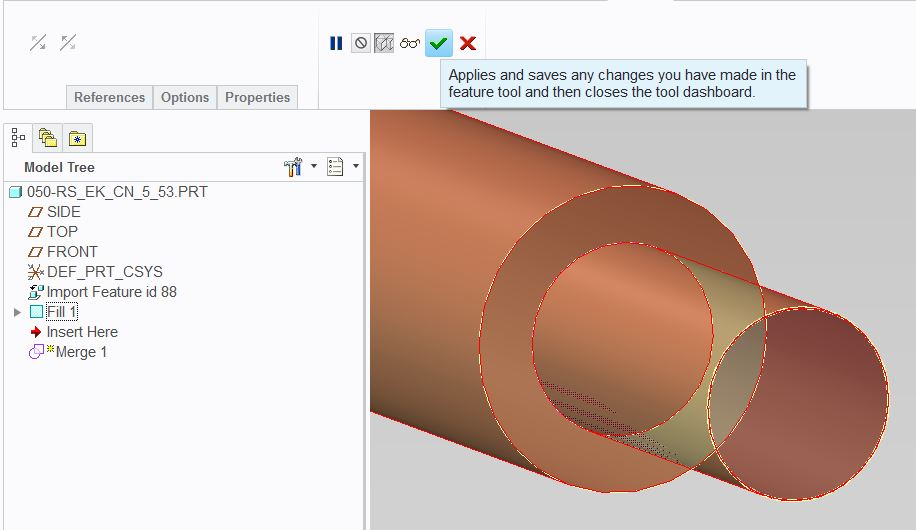 Applies and saves any changes you have made in the
feature tool and then closes the tool dashboard.
References
Options
Properties
Model Tree
050-RS_EK_CN_5_53.PRT
SIDE
TOP
FRONT
DEF_PRT_CSYS
Import Feature id 88
Fill 1
Insert Here
Merge 1